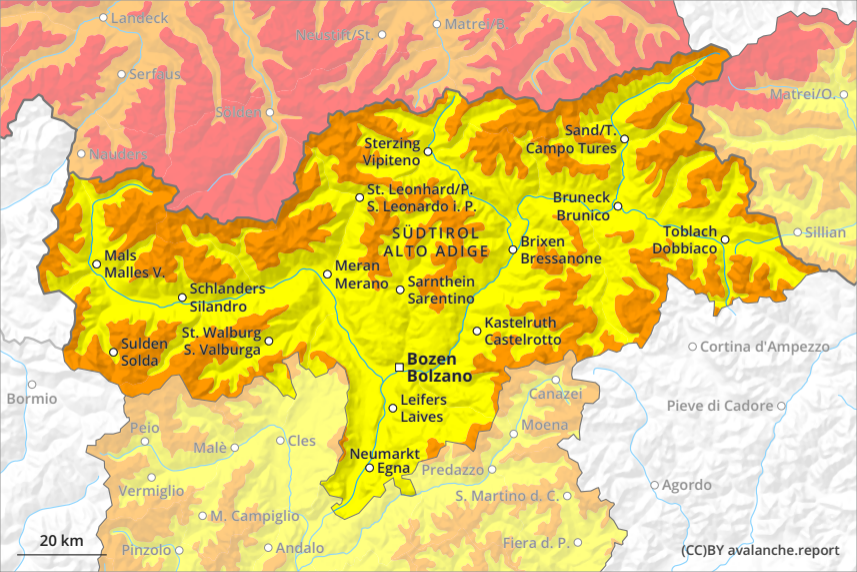 Landeck
Matrei/B.
Neustift/St.
Serfaus
Matrei/O.
Sölden
Sand/T.
Campo Tures
Sterzing
Vipiteno
Nauders
St. Leonhard/P.
S. Leonardo i. P.
Bruneck
Brunico
SÜDTIROL
ALTO ADIGE
Toblach
Dobbiaco
Sillian
Brixen
Bressanone
Mals
Malles V.
Meran
Merano
Sarnthein
Sarentino
Schlanders
Silandro
Kastelruth
Castelrotto
St. Walburg
S. Valburga
Sulden
Solda
Cortina d'Ampezzo
Bozen
Bolzano
Bormio
Canazei
Leifers
Laives
Pieve di Cadore
Peio
Moena
Cles
Malè
Neumarkt
Egna
Predazzo
Vermiglio
Agordo
S. Martino d. C.
M. Campiglio
20 km
Pinzolo
Andalo
Fiera d. P.
(CC)BY avalanche.report